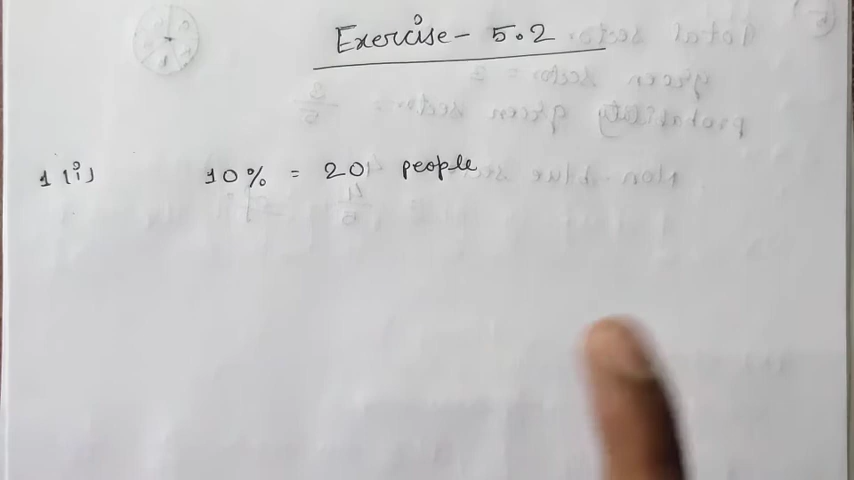 Exercise - 5.2
1 (i) 10% = 20 people